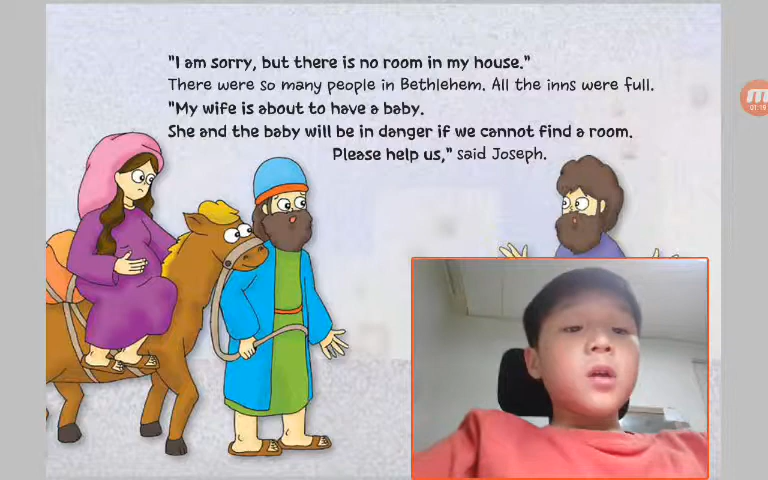 "I am sorry, but there is no room in my house."
There were so many people in Bethlehem. All the inns were full.
"My wife is about to have a baby.
She and the baby will be in danger if we cannot find a room.
Please help us," said Joseph.
M
01:19